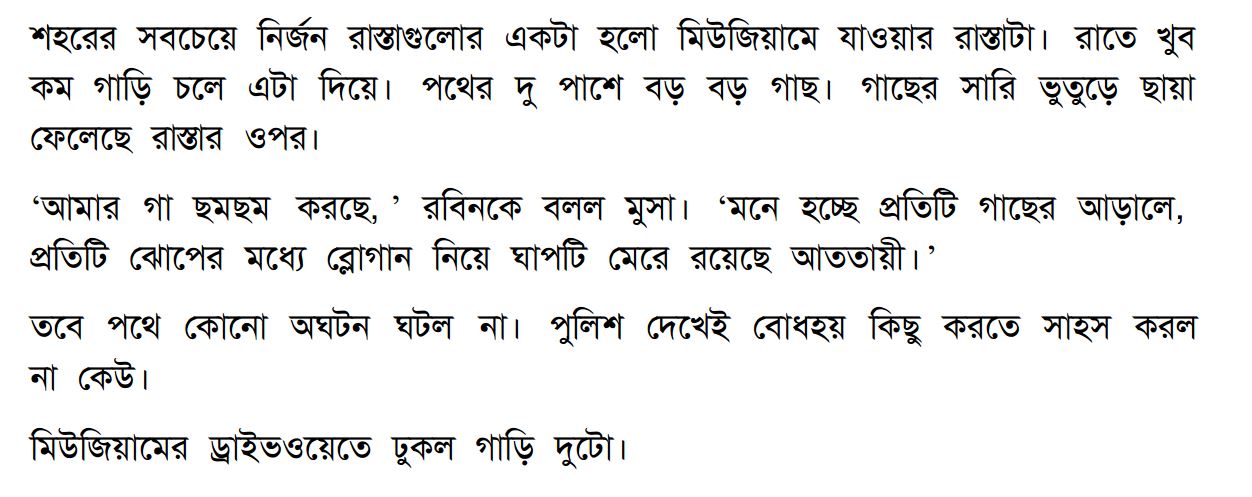 শহরের সবচেয়ে নির্জন রাস্তাগুলোর একটা হলো মিউজিয়ামে যাওয়ার রাস্তাটা। রাতে খুব
কম গাড়ি চলে এটা দিয়ে। পথের দু পাশে বড় বড় গাছ। গাছের সারি ভুতুড়ে ছায়া
ফেলেছে রাস্তার ওপর।
‘আমার গা ছমছম করছে, ’ রবিনকে বলল মুসা। ‘মনে হচ্ছে প্রতিটি গাছের আড়ালে,
প্রতিটি ঝোপের মধ্যে ব্লোগান নিয়ে ঘাপটি মেরে রয়েছে আততায়ী।’
তবে পথে কোনো অঘটন ঘটল না। পুলিশ দেখেই বোধহয় কিছু করতে সাহস করল
না কেউ।
মিউজিয়ামের ড্রাইভওয়েতে ঢুকল গাড়ি দুটো।